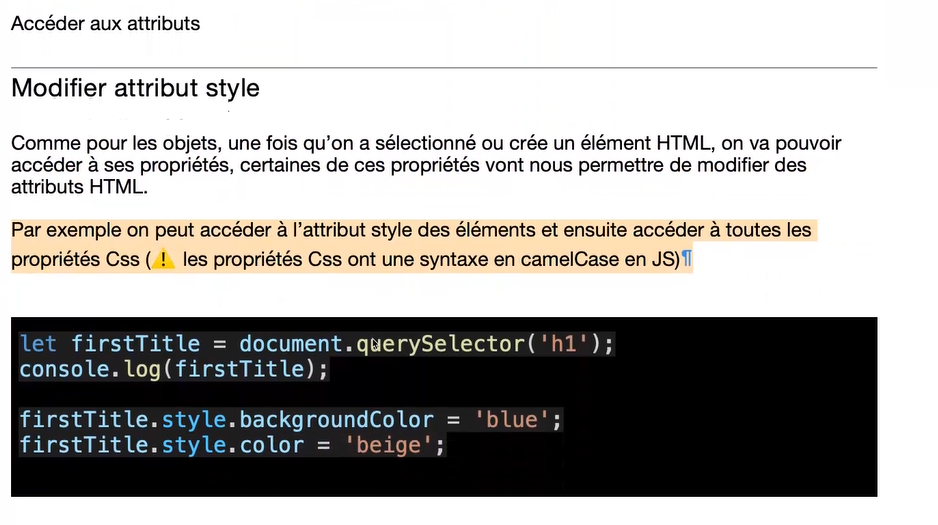 Accéder aux attributs
Modifier attribut style
Comme pour les objets, une fois qu'on a sélectionné ou crée un élément HTML, on va pouvoir
accéder à ses propriétés, certaines de ces propriétés vont nous permettre de modifier des
attributs HTML.
Par exemple on peut accéder à l'attribut style des éléments et ensuite accéder à toutes les
propriétés Css (⚠️ les propriétés Css ont une syntaxe en camelCase en JS)¶
let firstTitle = document.querySelector('h1');
console.log(firstTitle);
firstTitle.style.backgroundColor = 'blue';
firstTitle.style.color = 'beige';